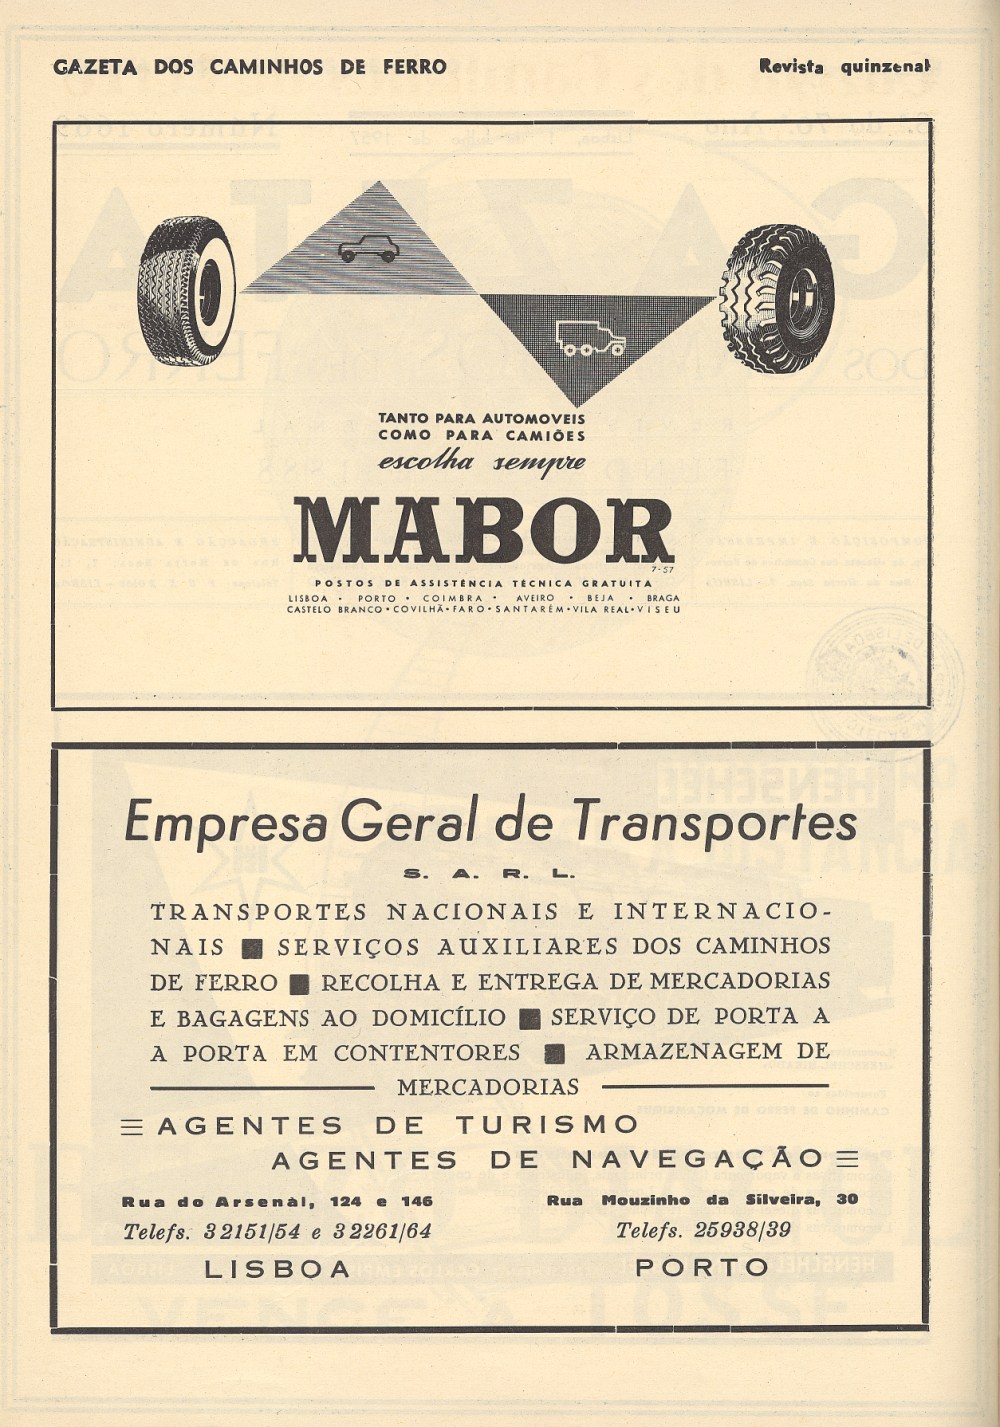 GAZETA DOS CAMINHOS DE FERRO Revista quinzenal
TANTO PARA AUTOMOVEIS
COMO PARA CAMIÕES
escolha sempre
MABOR
7-57
POSTOS DE ASSISTÊNCIA TÉCNICA GRATUITA
LISBOA • PORTO • COIMBRA • AVEIRO • BEJA • BRAGA
CASTELO BRANCO • COVILHÃ • FARO • SANTARÉM • VILA REAL • VISEU
Empresa Geral de Transportes
S. A. R. L.
TRANSPORTES NACIONAIS E INTERNACIO-
NAIS ■ SERVIÇOS AUXILIARES DOS CAMINHOS
DE FERRO ■ RECOLHA E ENTREGA DE MERCADORIAS
E BAGAGENS AO DOMICÍLIO ■ SERVIÇO DE PORTA A
A PORTA EM CONTENTORES ■ ARMAZENAGEM DE
MERCADORIAS
AGENTES DE TURISMO
AGENTES DE NAVEGAÇÃO
Rua do Arsenàl, 124 e 146
Telefs. 32151/54 e 32261/64
LISBOA
Rua Mouzinho da Silveira, 30
Telefs. 25938/39
PORTO